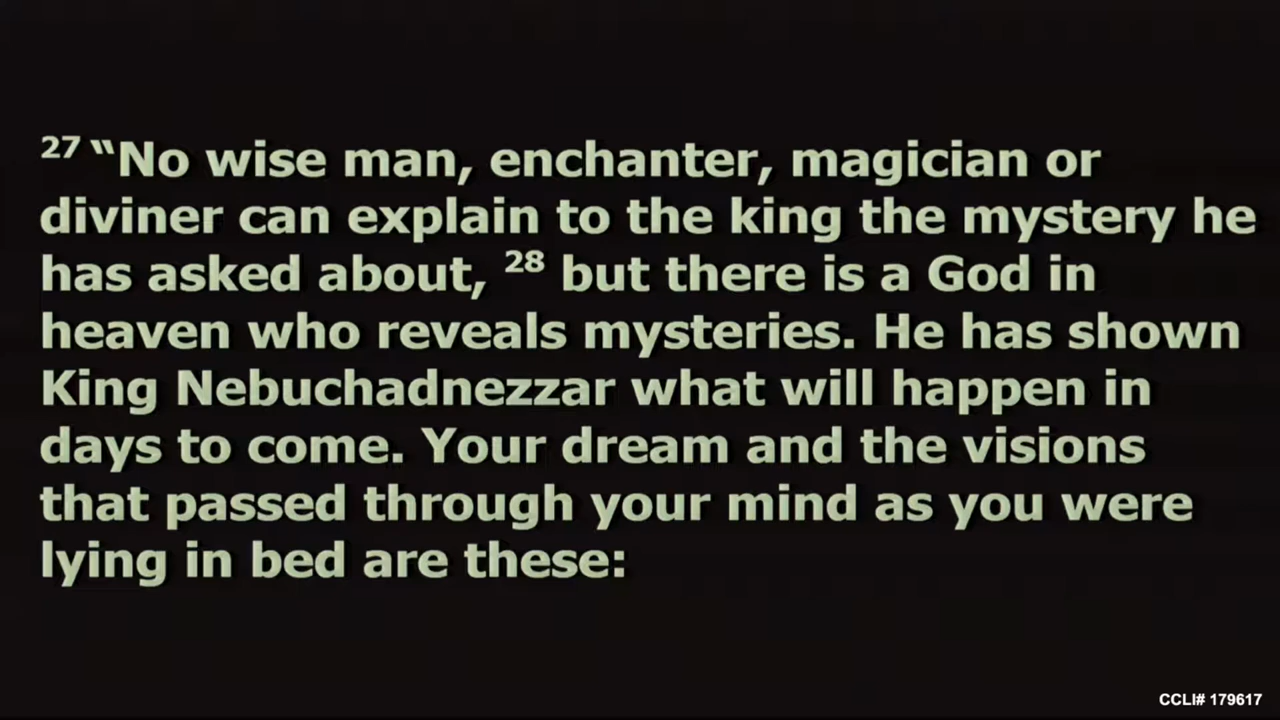 27 “No wise man, enchanter, magician or
diviner can explain to the king the mystery he
has asked about, 28 but there is a God in
heaven who reveals mysteries. He has shown
King Nebuchadnezzar what will happen in
days to come. Your dream and the visions
that passed through your mind as you were
lying in bed are these:
CCLI# 179617